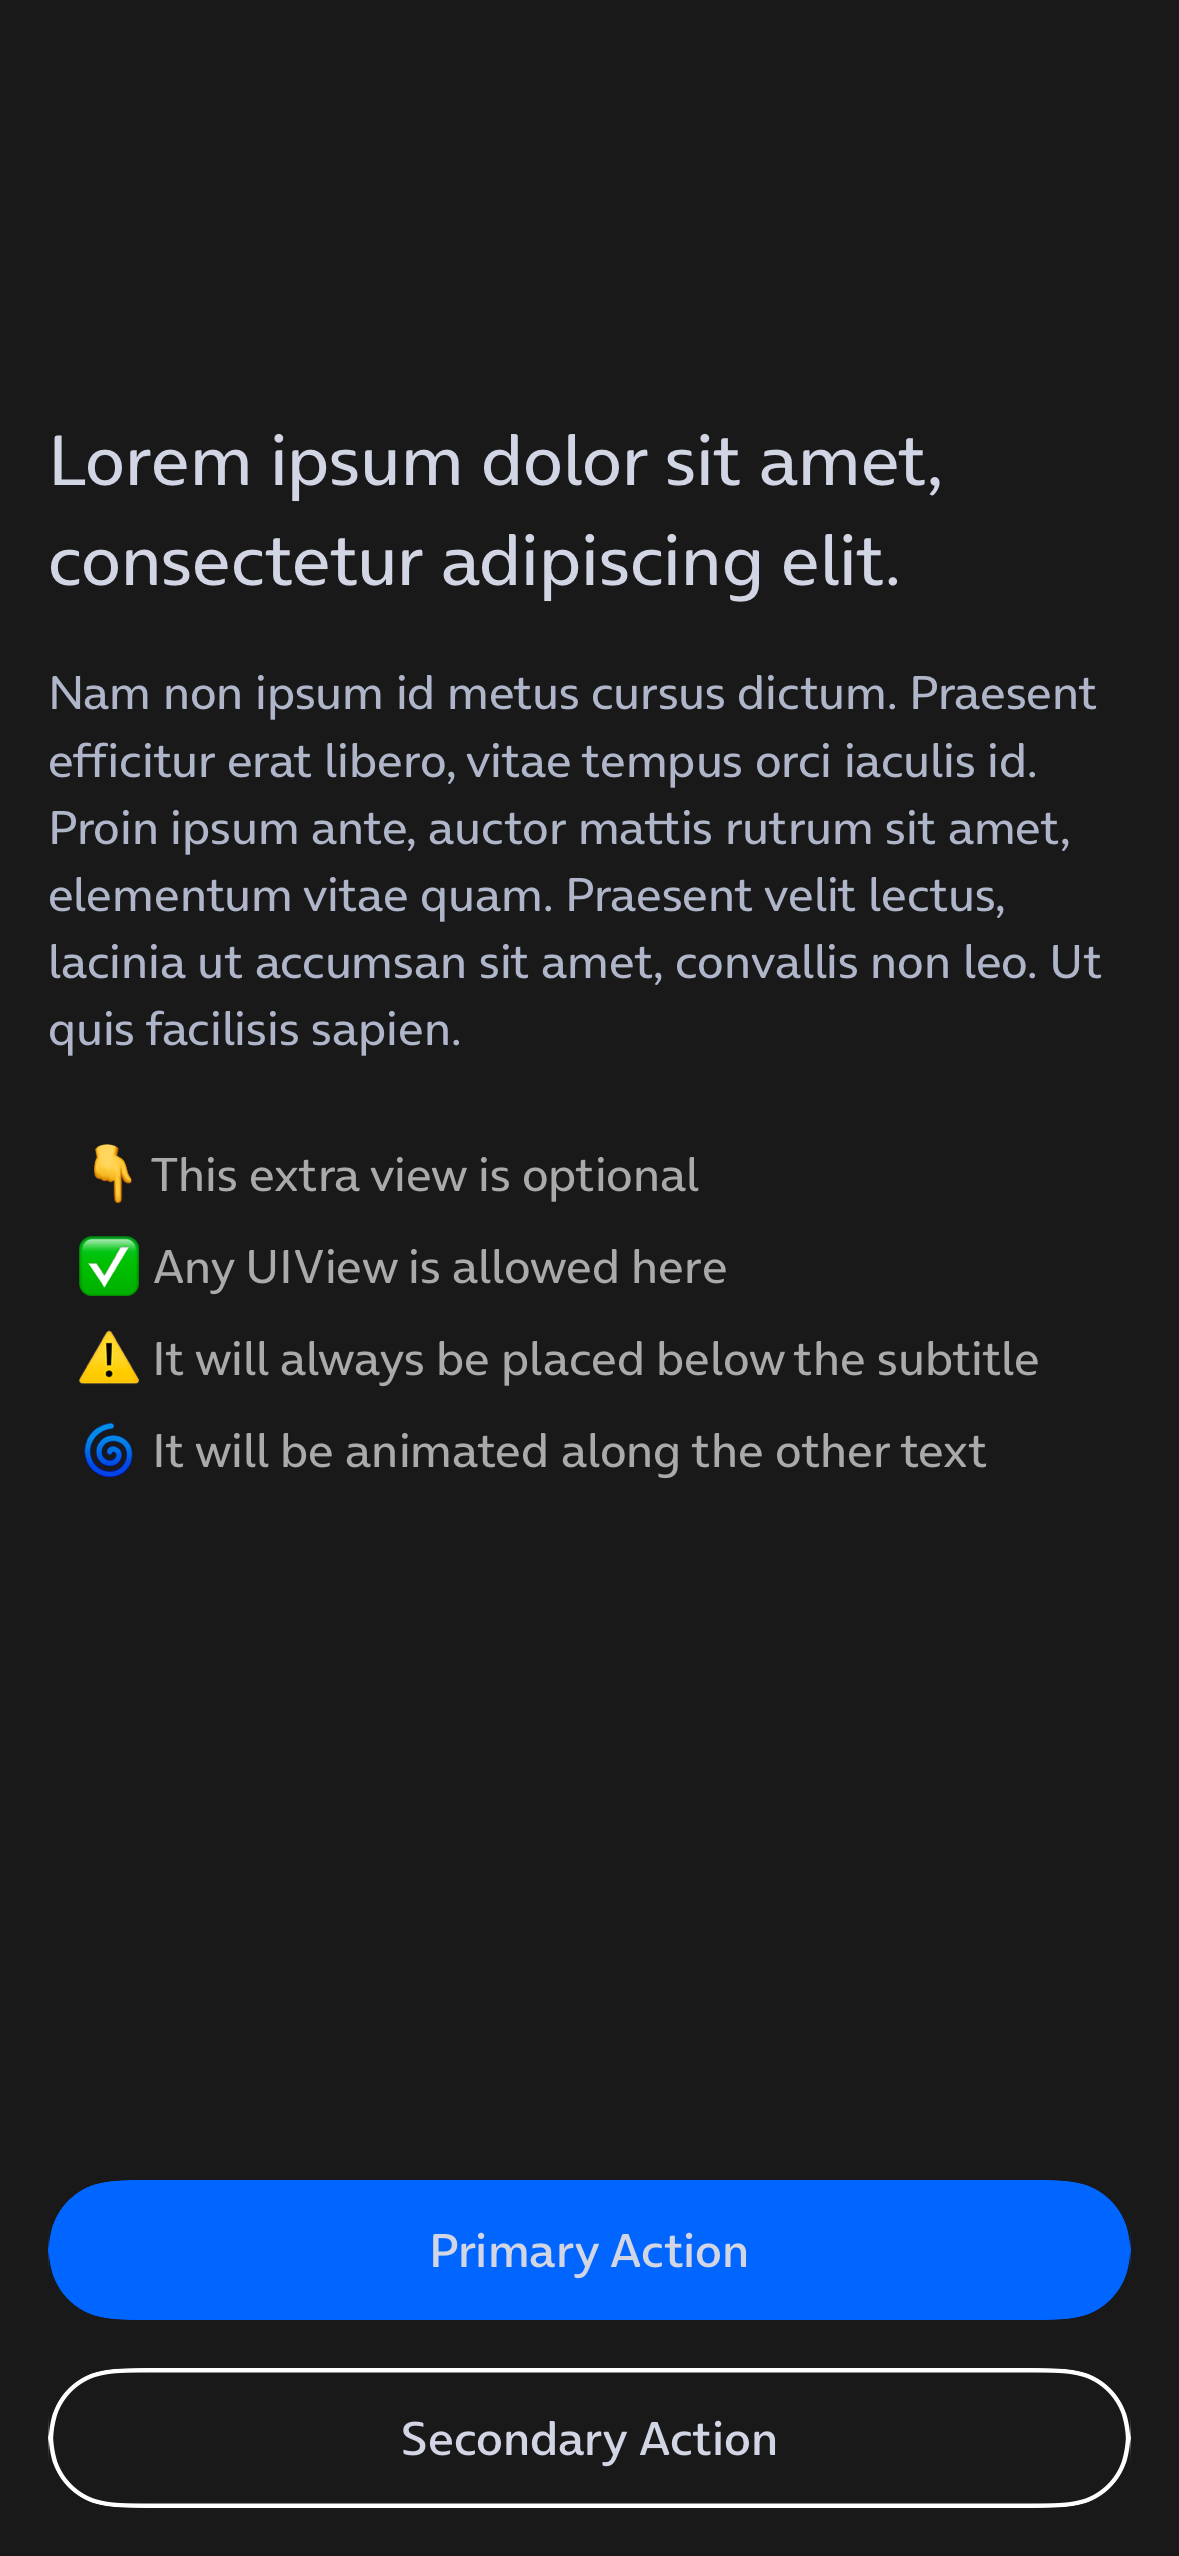 Lorem ipsum dolor sit amet,
consectetur adipiscing elit.
Nam non ipsum id metus cursus dictum. Praesent
efficitur erat libero, vitae tempus orci iaculis id.
Proin ipsum ante, auctor mattis rutrum sit amet,
elementum vitae quam. Praesent velit lectus,
lacinia ut accumsan sit amet, convallis non leo. Ut
quis facilisis sapien.
👇 This extra view is optional
✅ Any UIView is allowed here
⚠️ It will always be placed below the subtitle
🌀 It will be animated along the other text
Primary Action
Secondary Action